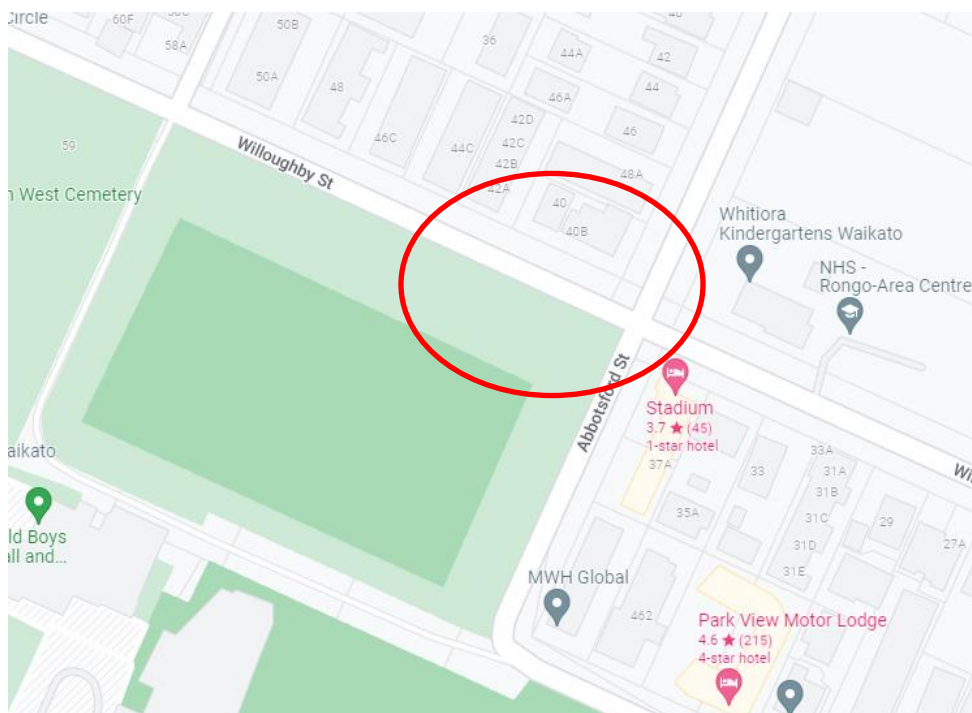 Circle
60F
58A
50B
50A
48
36
44A
42
46A
44
46C
44C
42D
42C
42B
42A
46
48A
40
40B
59
n West Cemetery
Willoughby St
Whitiora
Kindergartens Waikato
NHS -
Rongo-Area Centre
Abbotsford St
Stadium
3.7 ★ (45)
1-star hotel
37A
33
33A
31A
31B
31C
31D
31E
29
27A
35A
Wi
aikato
ld Boys
all and...
MWH Global
462
Park View Motor Lodge
4.6 ★ (215)
4-star hotel